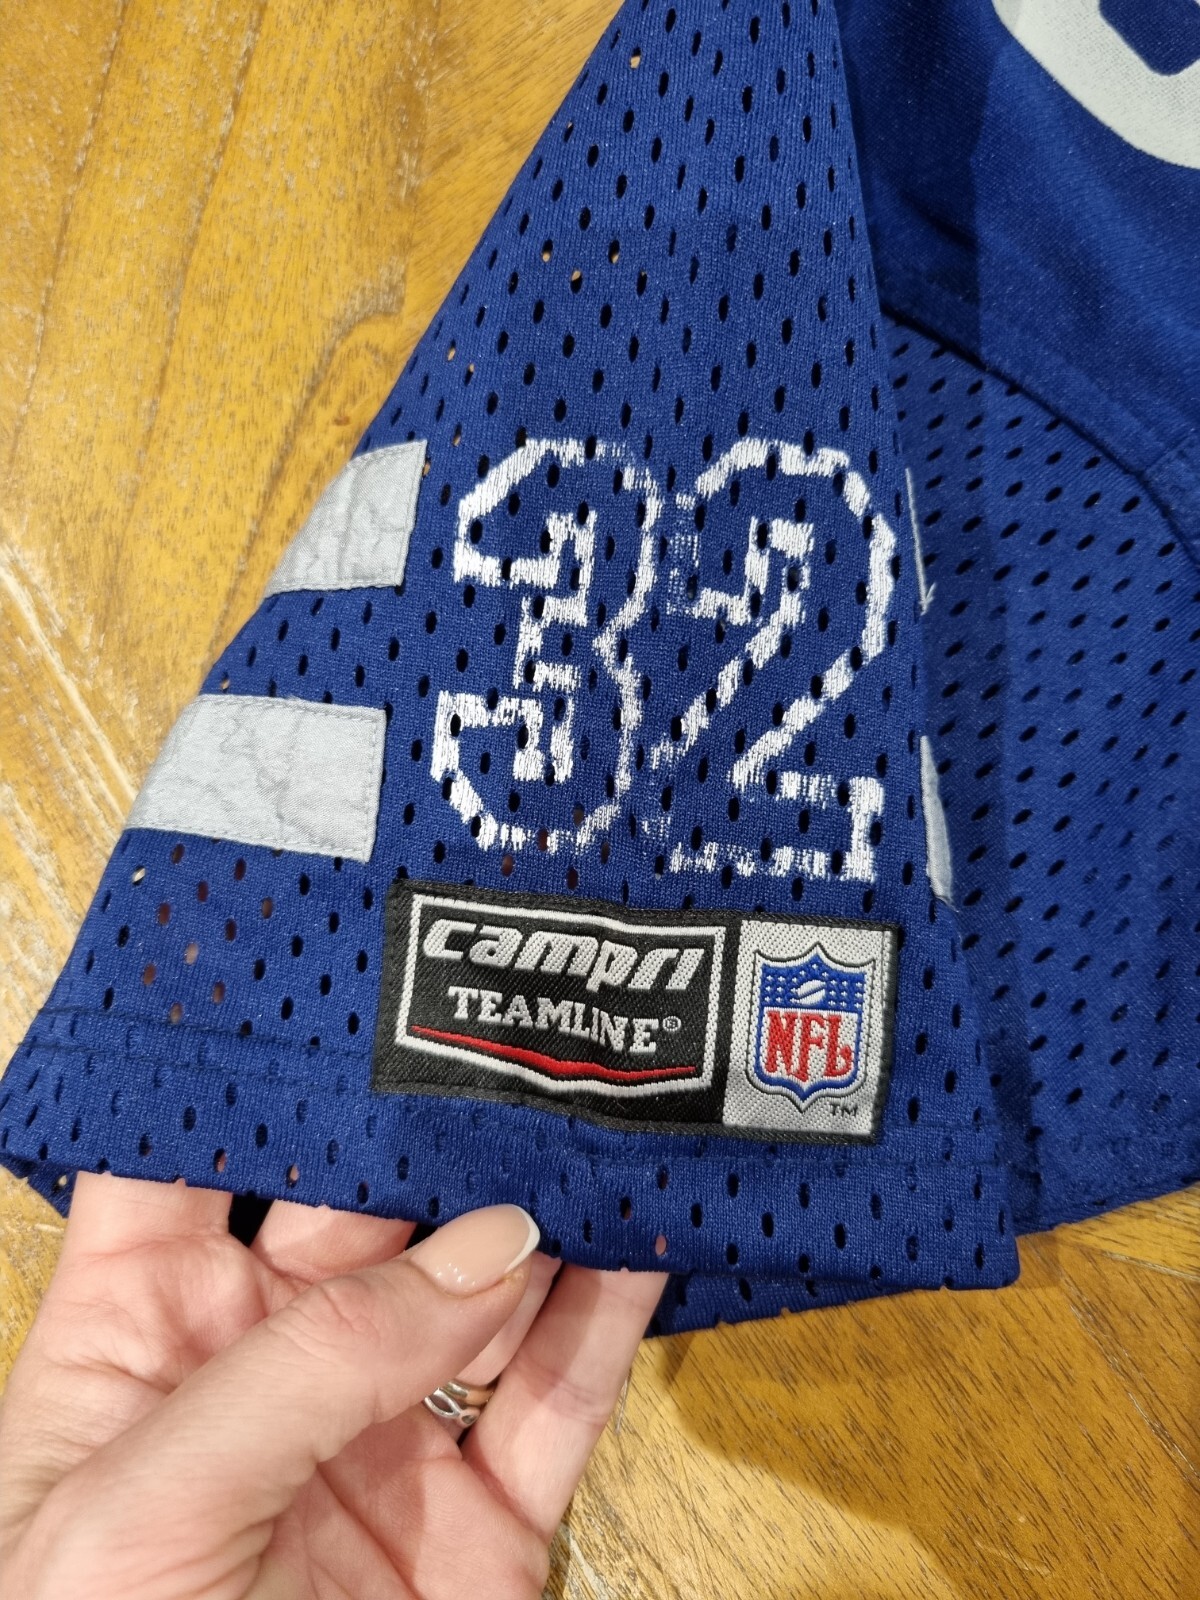 32
campri
TEAMLINE®
NFL
TM